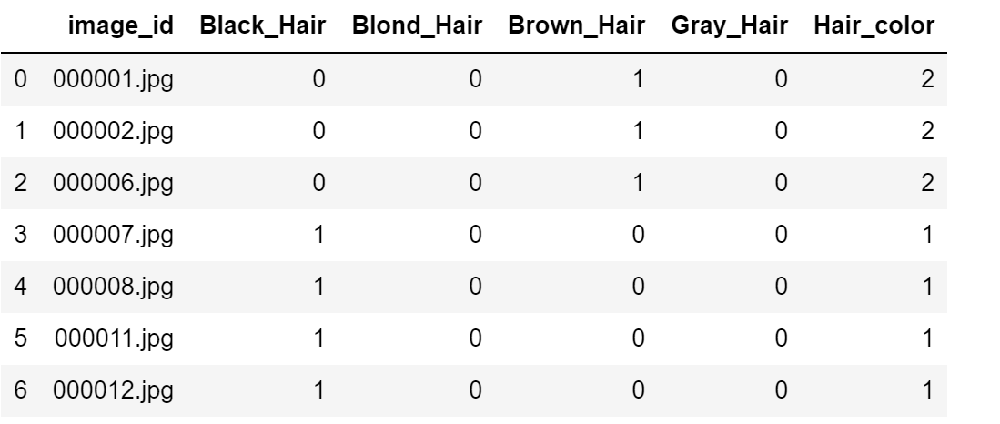 image_id Black_Hair Blond_Hair Brown_Hair Gray_Hair Hair_color
0 000001.jpg 0 0 1 0 2
1 000002.jpg 0 0 1 0 2
2 000006.jpg 0 0 1 0 2
3 000007.jpg 1 0 0 0 1
4 000008.jpg 1 0 0 0 1
5 000011.jpg 1 0 0 0 1
6 000012.jpg 1 0 0 0 1